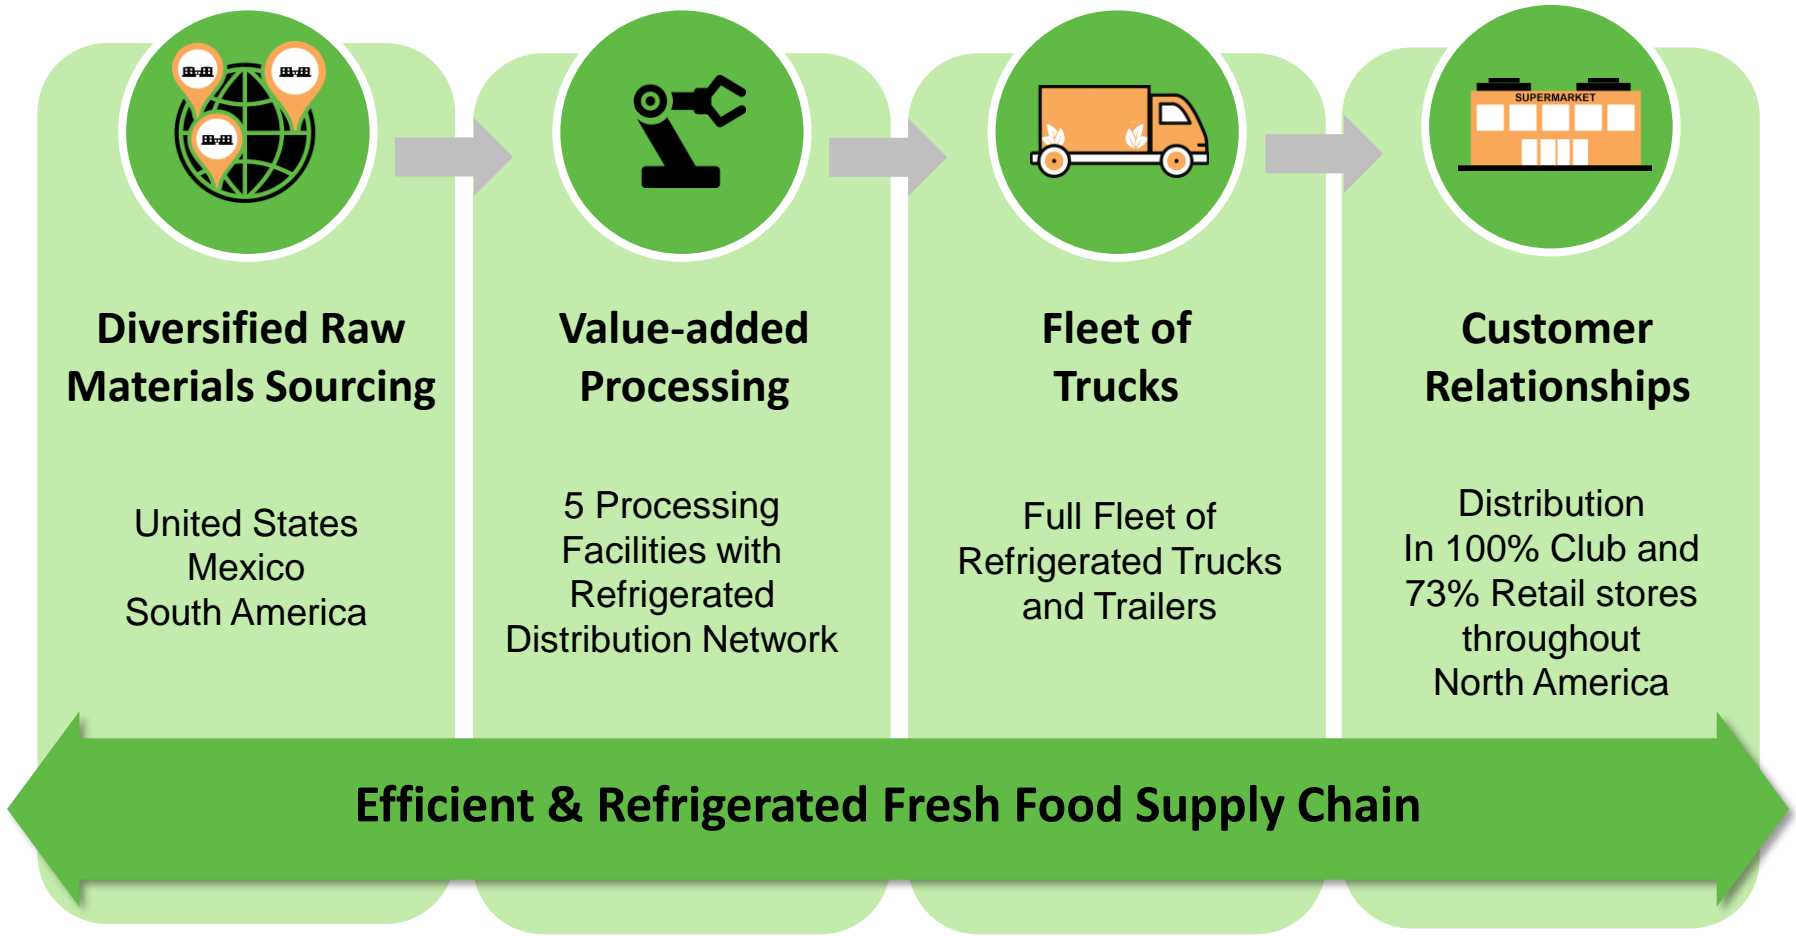 SUPERMARKET
Diversified Raw
Materials Sourcing
United States
Mexico
South America
Value-added
Processing
5 Processing
Facilities with
Refrigerated
Distribution Network
Fleet of
Trucks
Full Fleet of
Refrigerated Trucks
and Trailers
Customer
Relationships
Distribution
In 100% Club and
73% Retail stores
throughout
North America
Efficient & Refrigerated Fresh Food Supply Chain